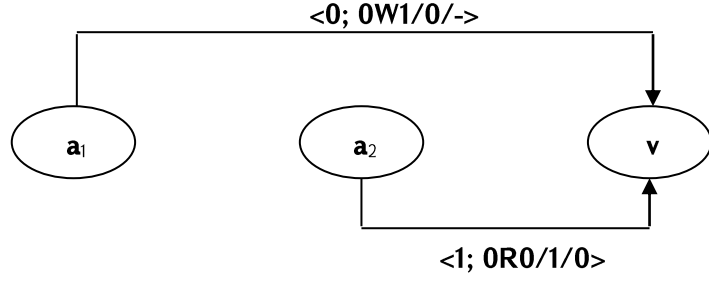 <0; 0W1/0/->
a₁ a₂ v
<1; 0R0/1/0>